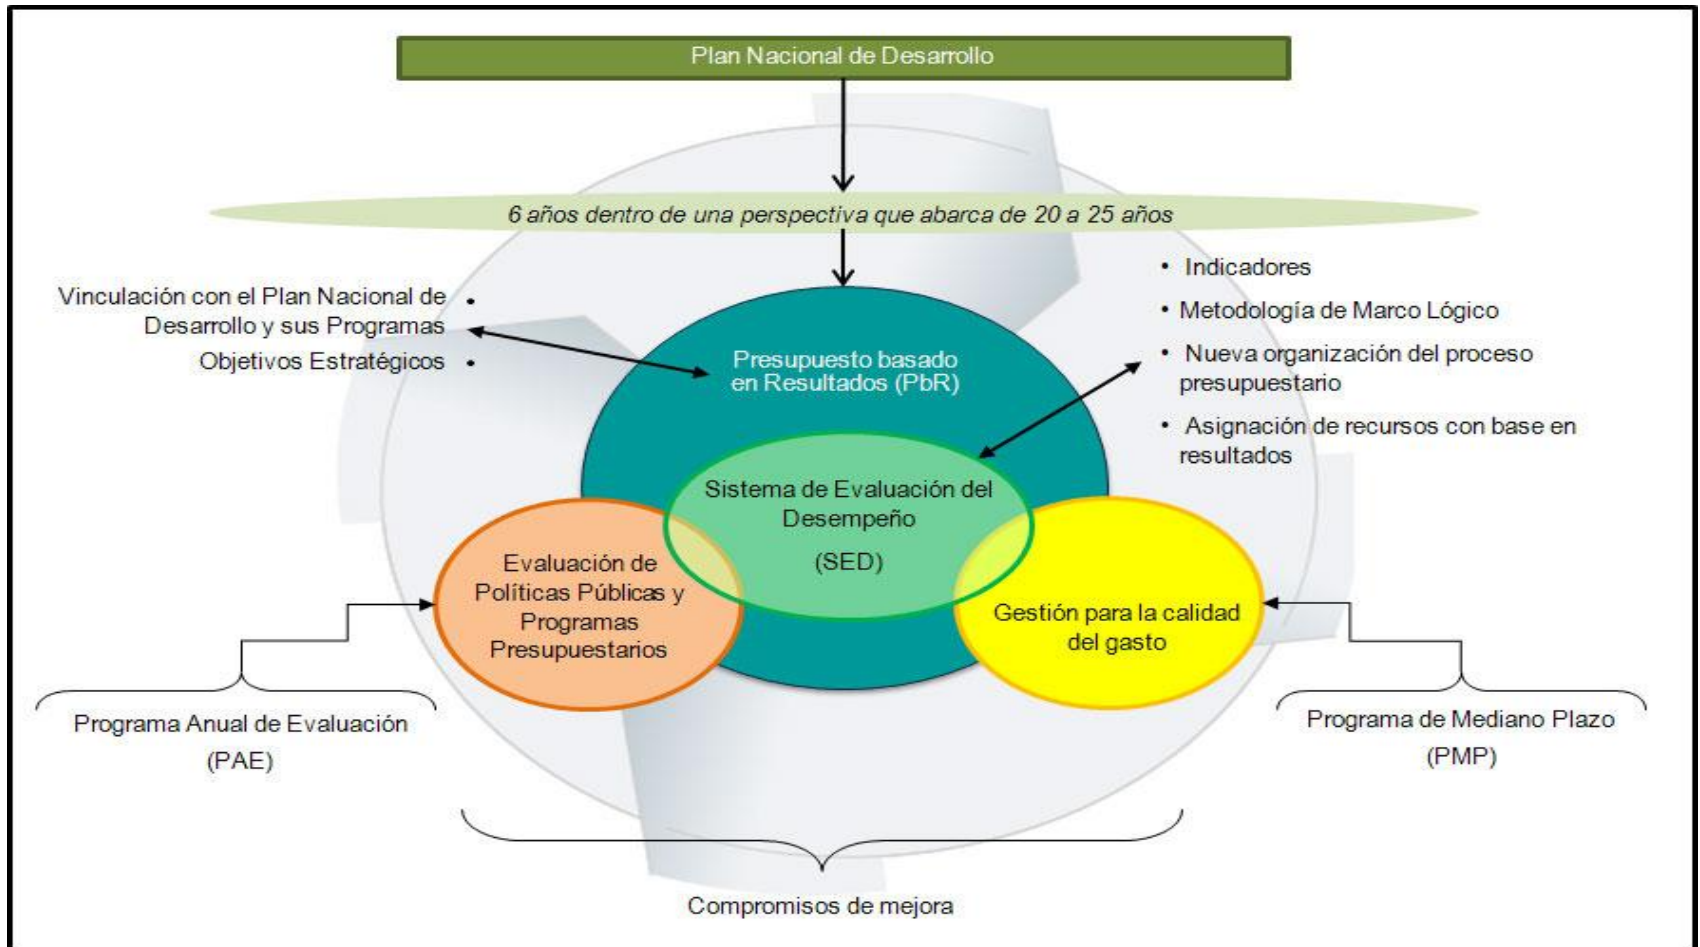 Plan Nacional de Desarrollo
6 años dentro de una perspectiva que abarca de 20 a 25 años
Vinculación con el Plan Nacional de •
Desarrollo y sus Programas
Objetivos Estratégicos •
Presupuesto basado
en Resultados (PbR)
• Indicadores
• Metodología de Marco Lógico
• Nueva organización del proceso
presupuestario
• Asignación de recursos con base en
resultados
Sistema de Evaluación del
Desempeño
(SED)
Evaluación de
Políticas Públicas y
Programas
Presupuestarios
Gestión para la calidad
del gasto
Programa Anual de Evaluación
(PAE)
Programa de Mediano Plazo
(PMP)
Compromisos de mejora